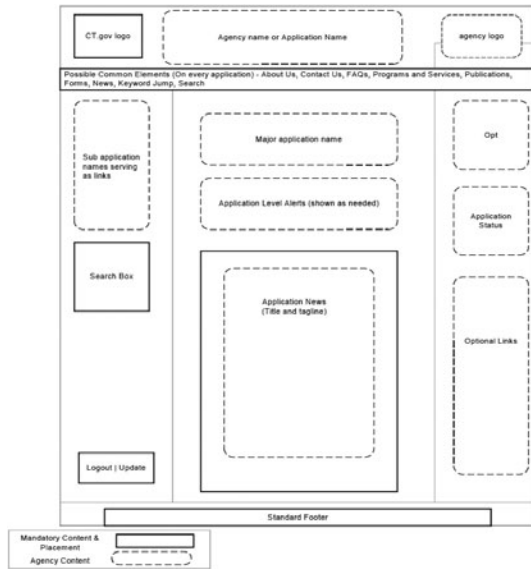 CT.gov logo
Agency name or Application Name
agency logo
Possible Common Elements (On every application) - About Us, Contact Us, FAQs, Programs and Services, Publications,
Forms, News, Keyword Jump, Search
Sub application
names serving
as links
Major application name
Opt
Application Level Alerts (shown as needed)
Application
Status
Search Box
Application News
(Title and tagline)
Optional Links
Logout | Update
Standard Footer
Mandatory Content &
Placement
Agency Content